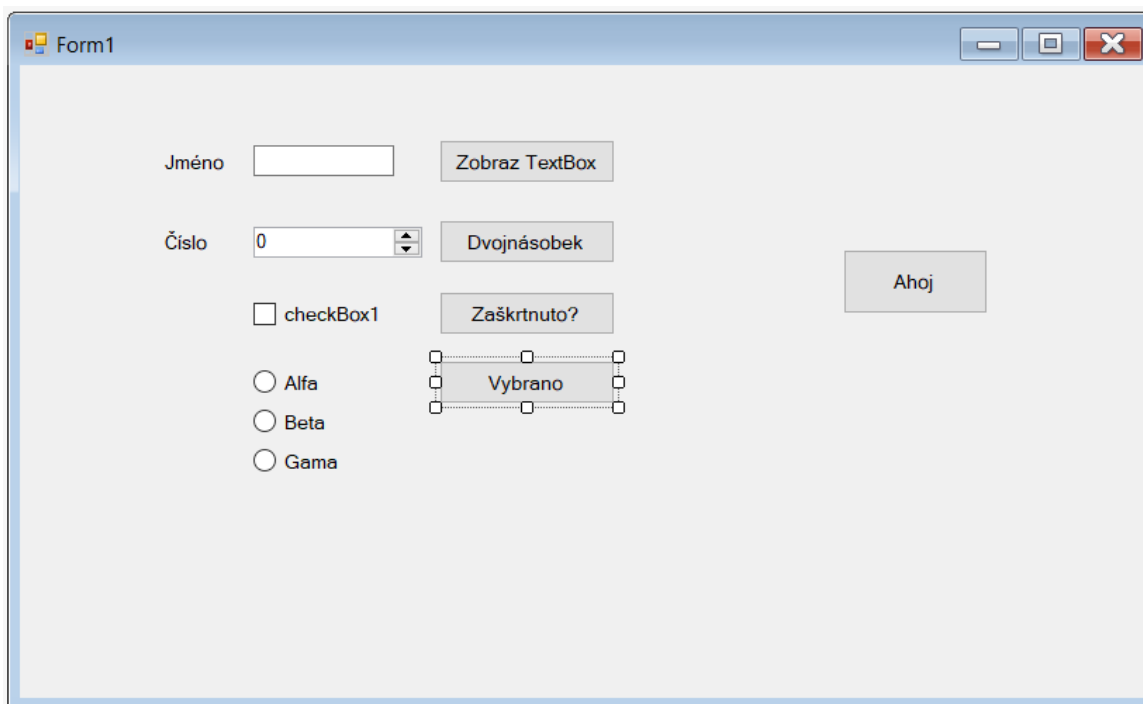 Form1
Jméno
Zobraz TextBox
Číslo
0
Dvojnásobek
Ahoj
checkBox1
Zaškrtnuto?
Alfa
Vybrano
Beta
Gama